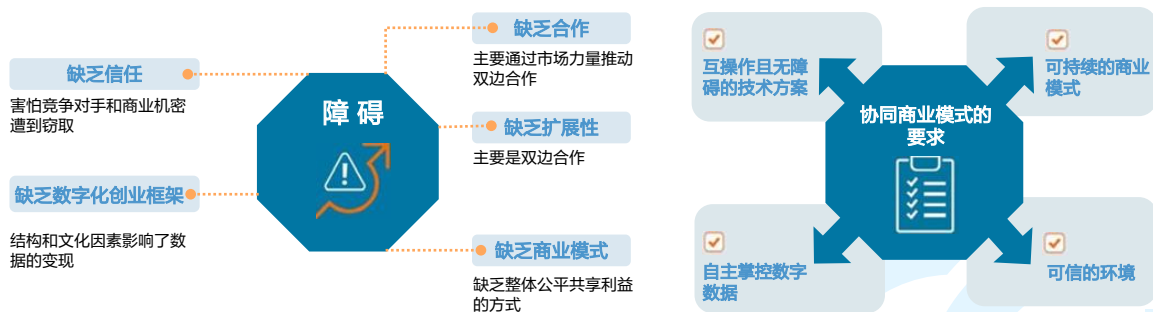 缺乏合作
主要通过市场力量推动
双边合作
缺乏信任
害怕竞争对手和商业机密
遭到窃取
障 碍
缺乏扩展性
主要是双边合作
缺乏数字化创业框架
结构和文化因素影响了数
据的变现
缺乏商业模式
缺乏整体公平共享利益
的方式
互操作且无障
碍的技术方案
可持续的商业
模式
协同商业模式的
要求
自主掌控数字
数据
可信的环境